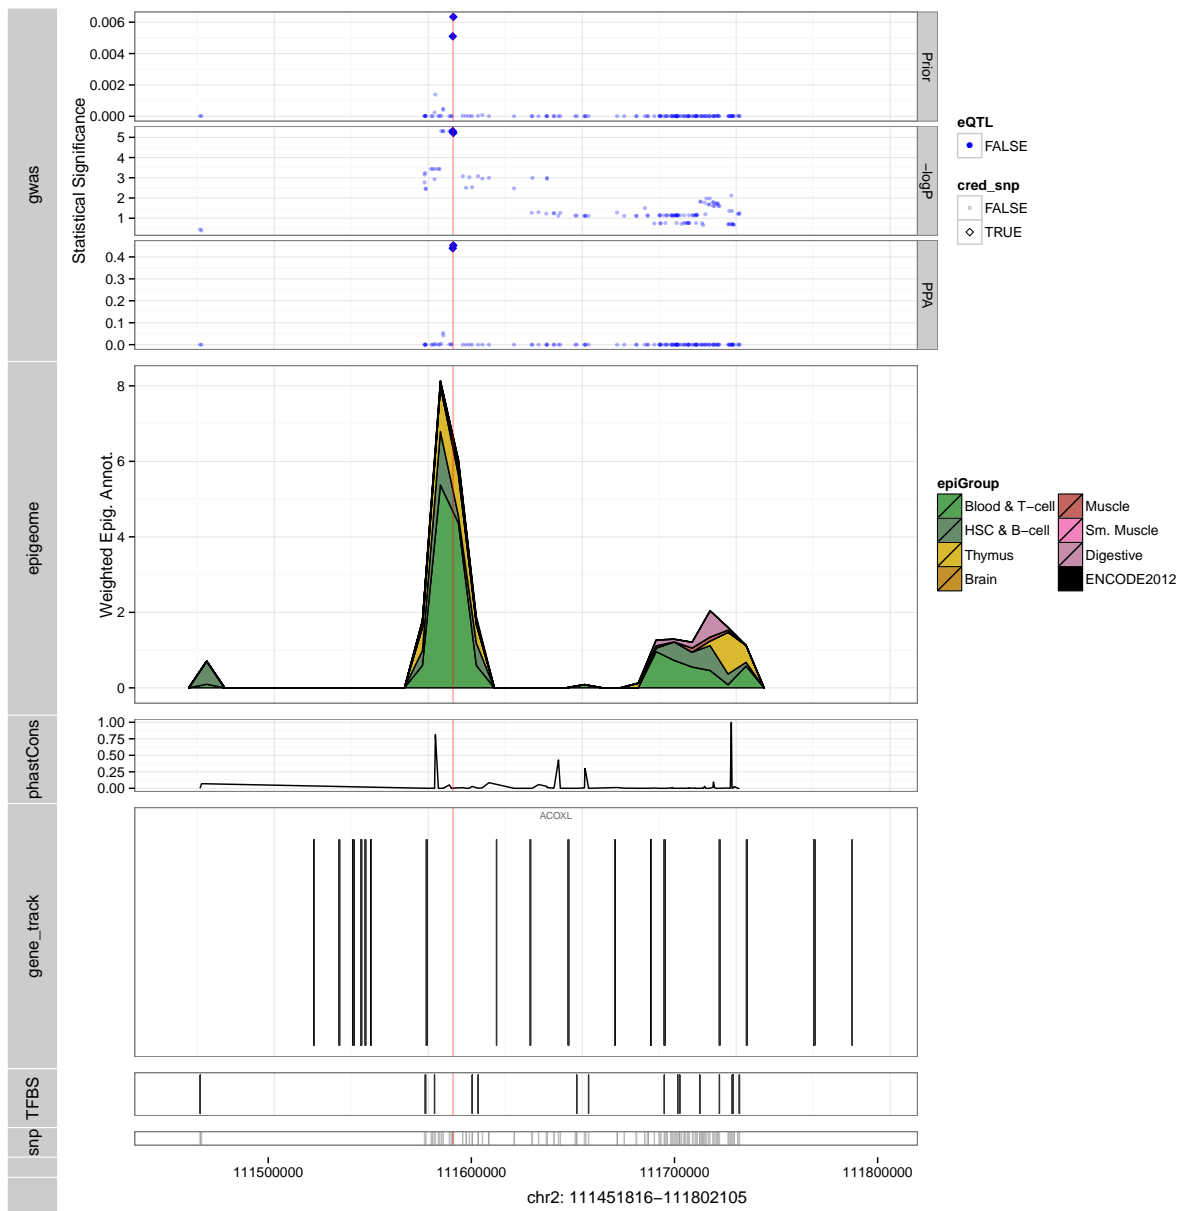 gwas
Statistical Significance
0.006
0.004
0.002
0.000
Prior
5
4
3
2
1
−logP
0.4
0.3
0.2
0.1
0.0
PPA
eQTL
FALSE
cred_snp
FALSE
TRUE
epigeome
Weighted Epig. Annot.
8
6
4
2
0
epiGroup
Blood & T−cell
HSC & B−cell
Thymus
Brain
Muscle
Sm. Muscle
Digestive
ENCODE2012
phastCons
1.00
0.75
0.50
0.25
0.00
gene_track
ACOXL
TFBS
snp
111500000
111600000
111700000
111800000
chr2: 111451816−111802105